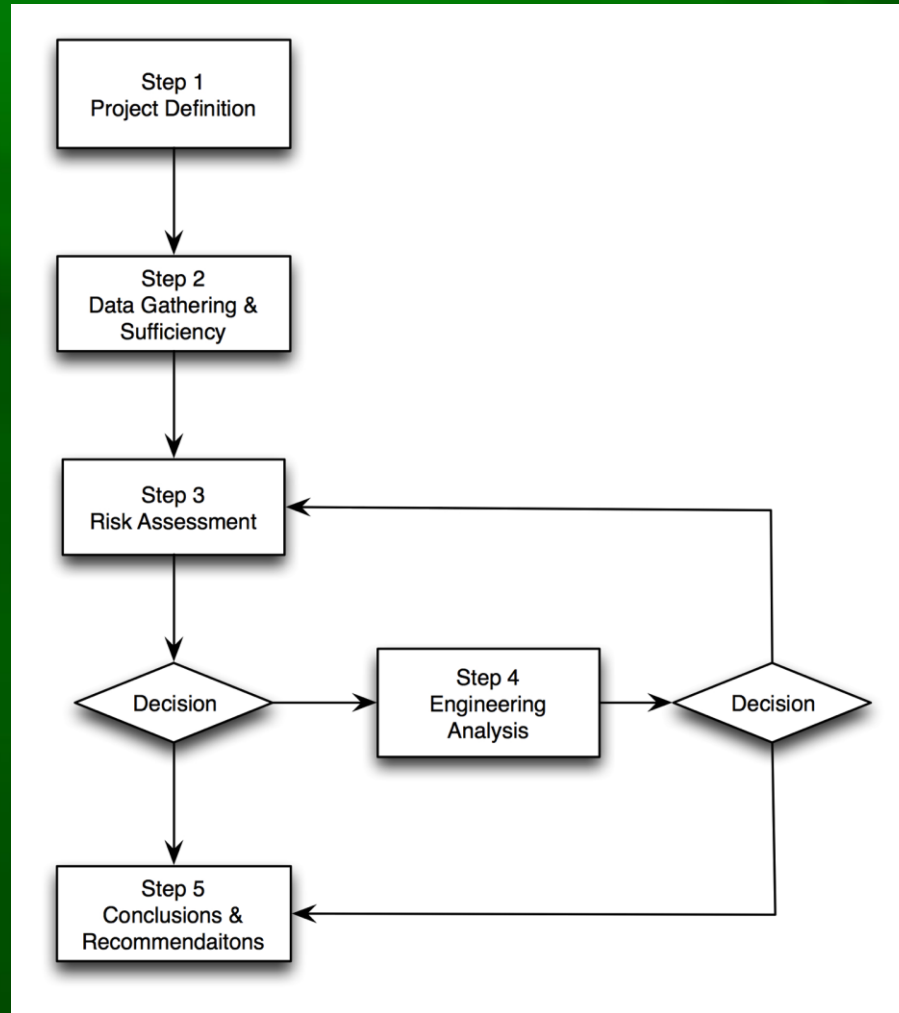 Step 1
Project Definition
Step 2
Data Gathering &
Sufficiency
Step 3
Risk Assessment
Decision
Step 4
Engineering
Analysis
Decision
Step 5
Conclusions &
Recommendaitons